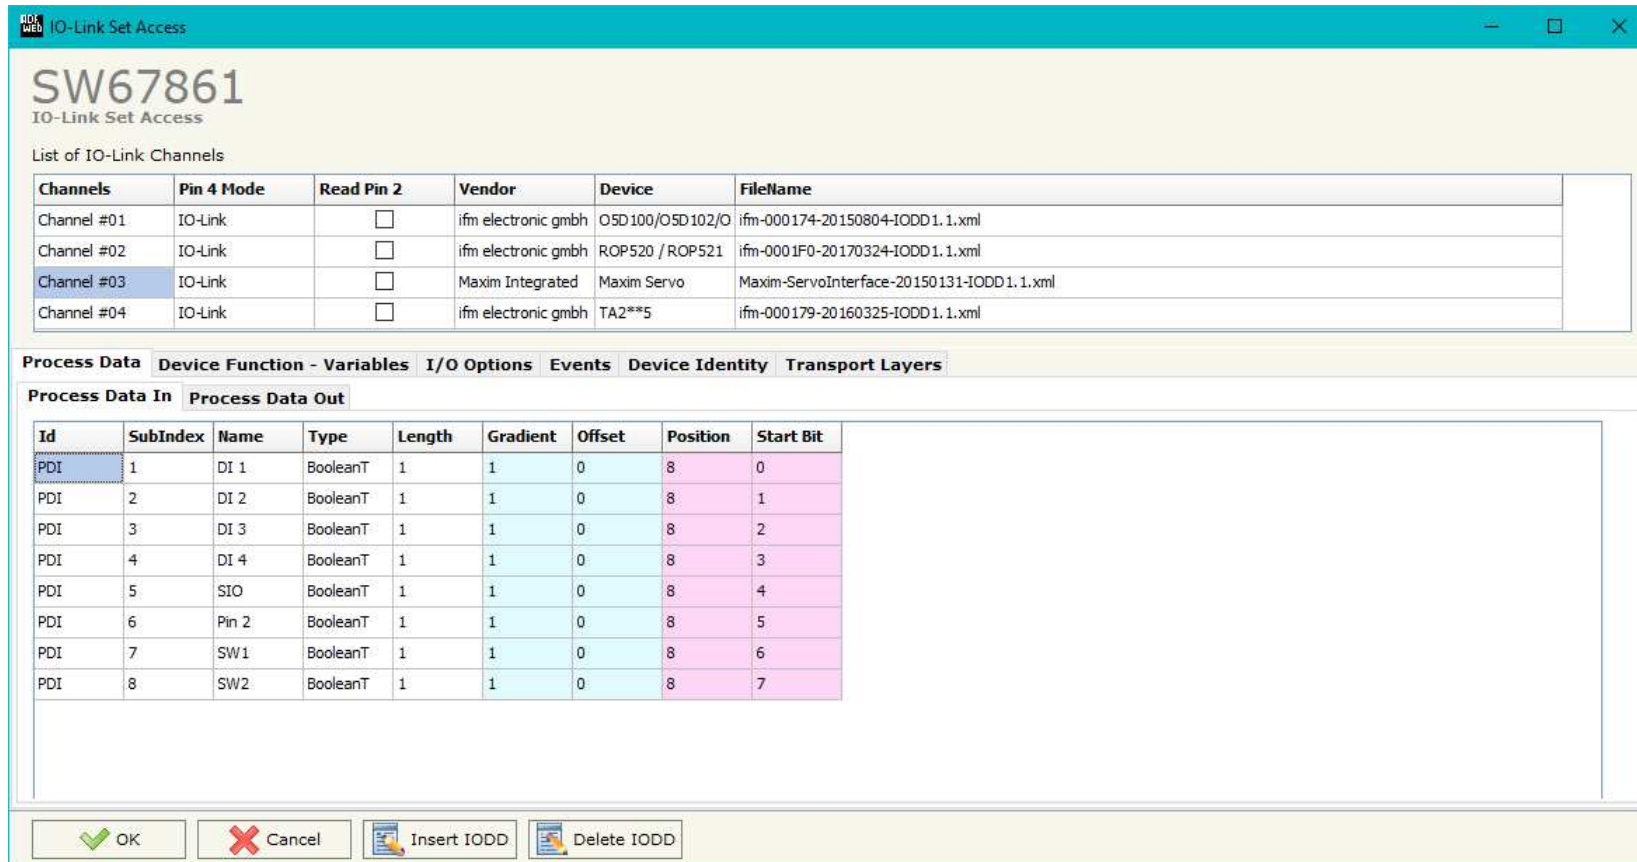 ADF WEB IO-Link Set Access
SW67861
IO-Link Set Access
List of IO-Link Channels
Channels Pin 4 Mode Read Pin 2 Vendor Device FileName
Channel #01 IO-Link ifm electronic gmbh O5D100/O5D102/O ifm-000174-20150804-IODD1.1.xml
Channel #02 IO-Link ifm electronic gmbh ROP520 / ROP521 ifm-0001F0-20170324-IODD1.1.xml
Channel #03 IO-Link Maxim Integrated Maxim Servo Maxim-ServoInterface-20150131-IODD1.1.xml
Channel #04 IO-Link ifm electronic gmbh TA2**5 ifm-000179-20160325-IODD1.1.xml
Process Data Device Function - Variables I/O Options Events Device Identity Transport Layers
Process Data In Process Data Out
Id SubIndex Name Type Length Gradient Offset Position Start Bit
PDI 1 DI 1 BooleanT 1 1 0 8 0
PDI 2 DI 2 BooleanT 1 1 0 8 1
PDI 3 DI 3 BooleanT 1 1 0 8 2
PDI 4 DI 4 BooleanT 1 1 0 8 3
PDI 5 SIO BooleanT 1 1 0 8 4
PDI 6 Pin 2 BooleanT 1 1 0 8 5
PDI 7 SW1 BooleanT 1 1 0 8 6
PDI 8 SW2 BooleanT 1 1 0 8 7
OK Cancel Insert IODD Delete IODD